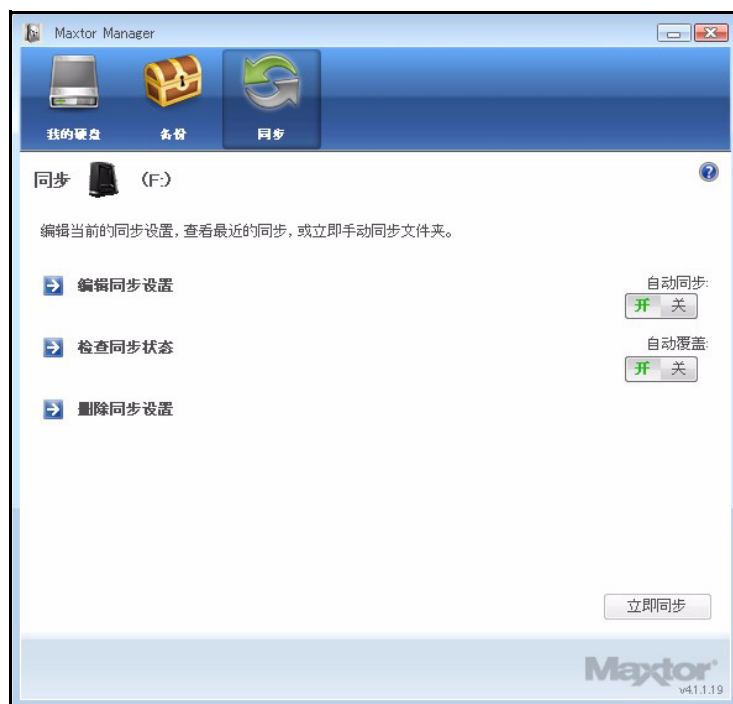 Maxtor Manager
我的硬盘 备份 同步
同步 (F:)
编辑当前的同步设置, 查看最近的同步, 或立即手动同步文件夹。
编辑同步设置
自动同步:
开 关
检查同步状态
自动覆盖:
开 关
删除同步设置
立即同步
Maxtor
v4.1.1.19